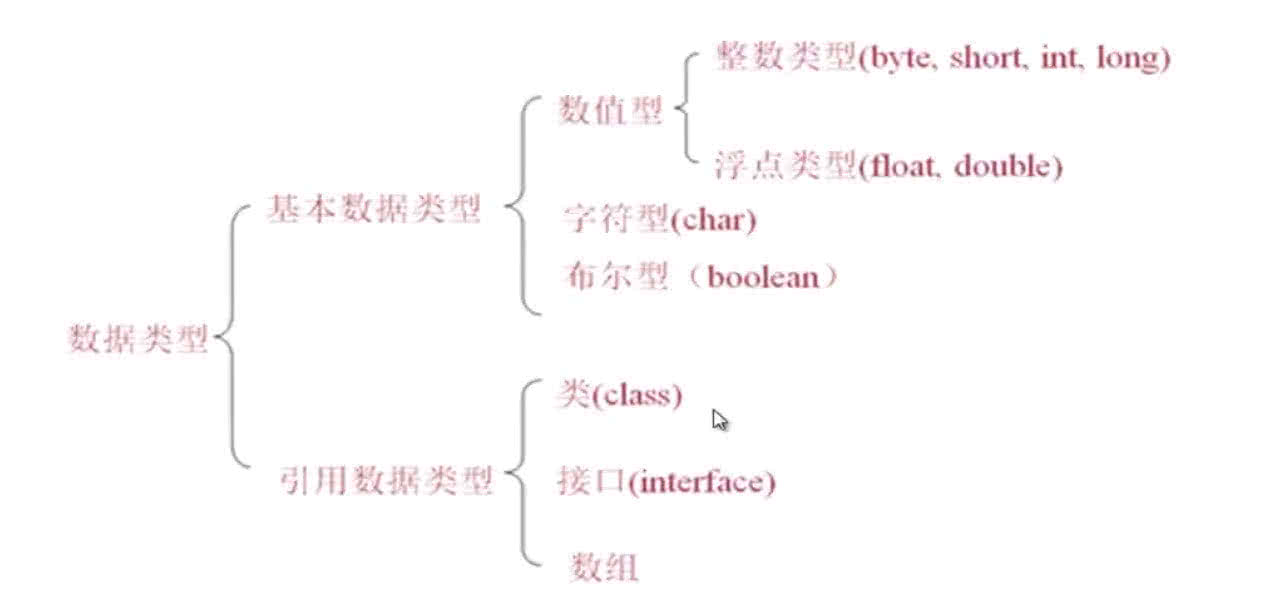 整数类型(byte, short, int, long)
数值型
浮点类型(float, double)
基本数据类型
字符型(char)
布尔型（boolean）
数据类型
类(class)
接口(interface)
引用数据类型
数组